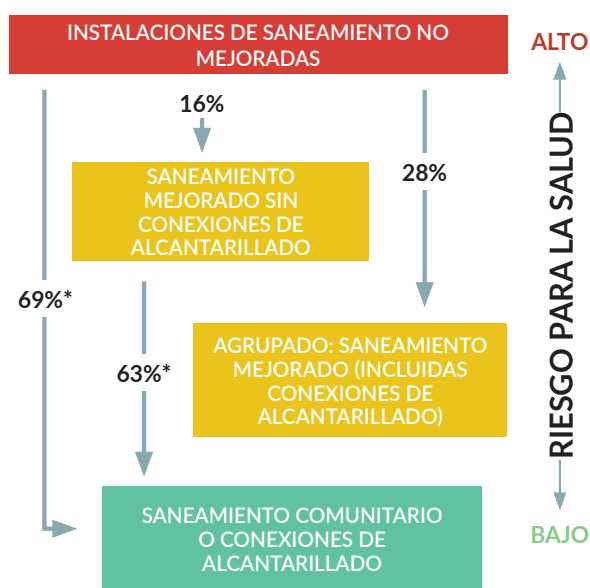 INSTALACIONES DE SANEAMIENTO NO
MEJORADAS
ALTO
16%
28%
SANEAMIENTO
MEJORADO SIN
CONEXIONES DE
ALCANTARILLADO
69%*
63%*
AGRUPADO: SANEAMIENTO
MEJORADO (INCLUIDAS
CONEXIONES DE
ALCANTARILLADO)
RIESGO PARA LA SALUD
SANEAMIENTO COMUNITARIO
O CONEXIONES DE
ALCANTARILLADO
BAJO